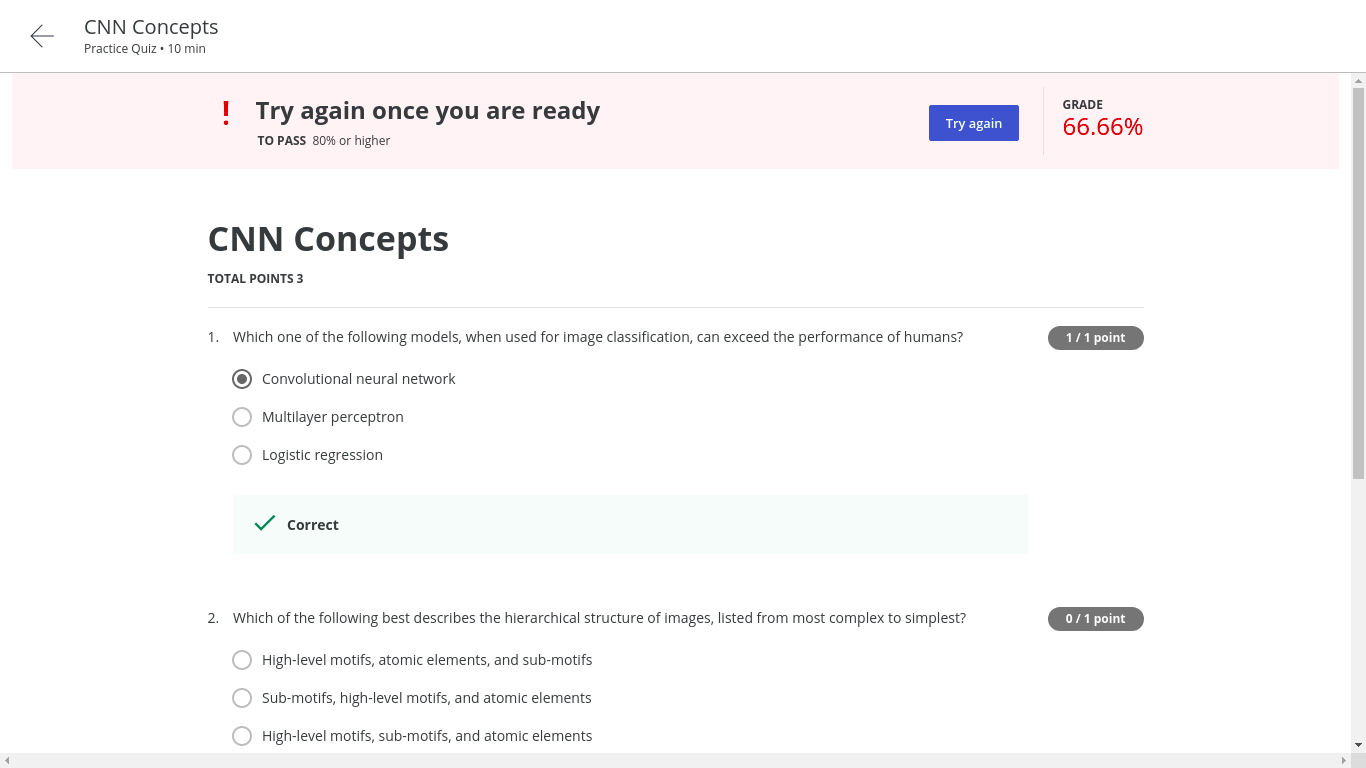 CNN Concepts
Practice Quiz • 10 min
! Try again once you are ready
TO PASS 80% or higher
Try again
GRADE
66.66%
CNN Concepts
TOTAL POINTS 3
1. Which one of the following models, when used for image classification, can exceed the performance of humans?
1 / 1 point
Convolutional neural network
Multilayer perceptron
Logistic regression
Correct
2. Which of the following best describes the hierarchical structure of images, listed from most complex to simplest?
0 / 1 point
High-level motifs, atomic elements, and sub-motifs
Sub-motifs, high-level motifs, and atomic elements
High-level motifs, sub-motifs, and atomic elements